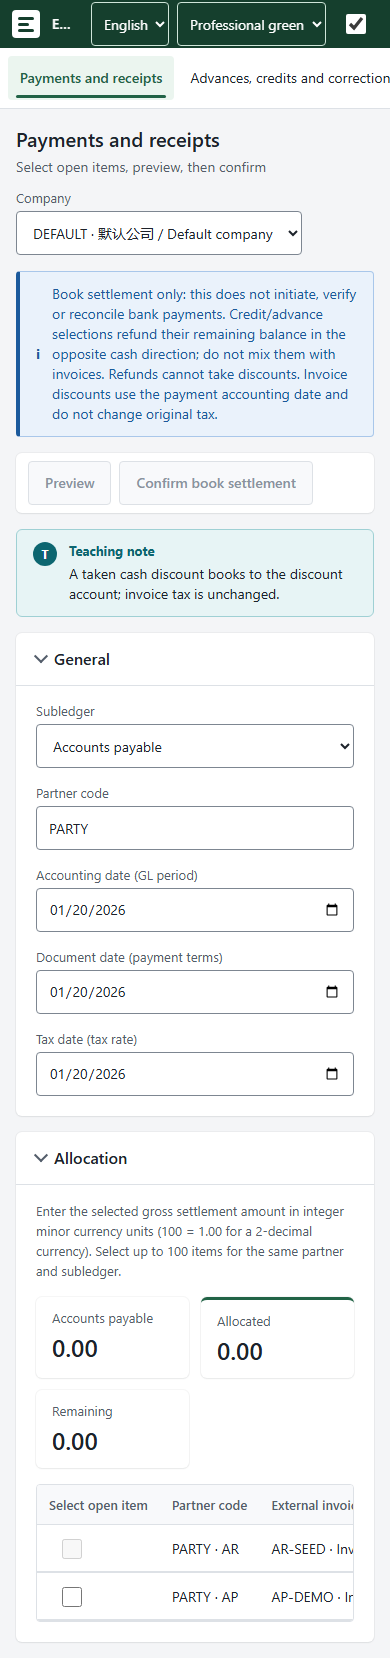 E...
English
Professional green
Payments and receipts
Advances, credits and correction
Payments and receipts
Select open items, preview, then confirm
Company
DEFAULT · 默认公司 / Default company
i
Book settlement only: this does not initiate, verify
or reconcile bank payments. Credit/advance
selections refund their remaining balance in the
opposite cash direction; do not mix them with
invoices. Refunds cannot take discounts. Invoice
discounts use the payment accounting date and
do not change original tax.
Preview
Confirm book settlement
T
Teaching note
A taken cash discount books to the discount
account; invoice tax is unchanged.
General
Subledger
Accounts payable
Partner code
PARTY
Accounting date (GL period)
01/20/2026
Document date (payment terms)
01/20/2026
Tax date (tax rate)
01/20/2026
Allocation
Enter the selected gross settlement amount in integer
minor currency units (100 = 1.00 for a 2-decimal
currency). Select up to 100 items for the same partner
and subledger.
Accounts payable
0.00
Allocated
0.00
Remaining
0.00
Select open item
Partner code
External invoic
PARTY · AR
AR-SEED · Inv
PARTY · AP
AP-DEMO · In